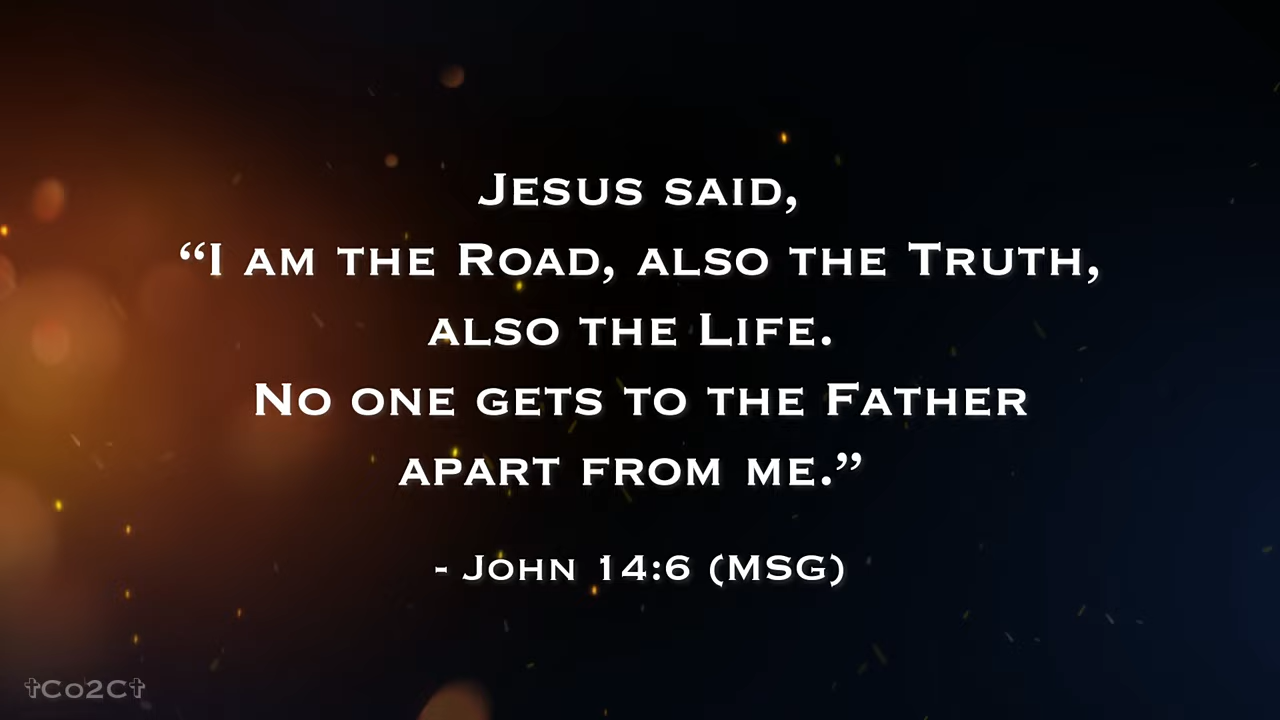 Jesus said,
“I am the Road, also the Truth,
also the Life.
No one gets to the Father
apart from me.”
- John 14:6 (MSG)
✞Co2C✞